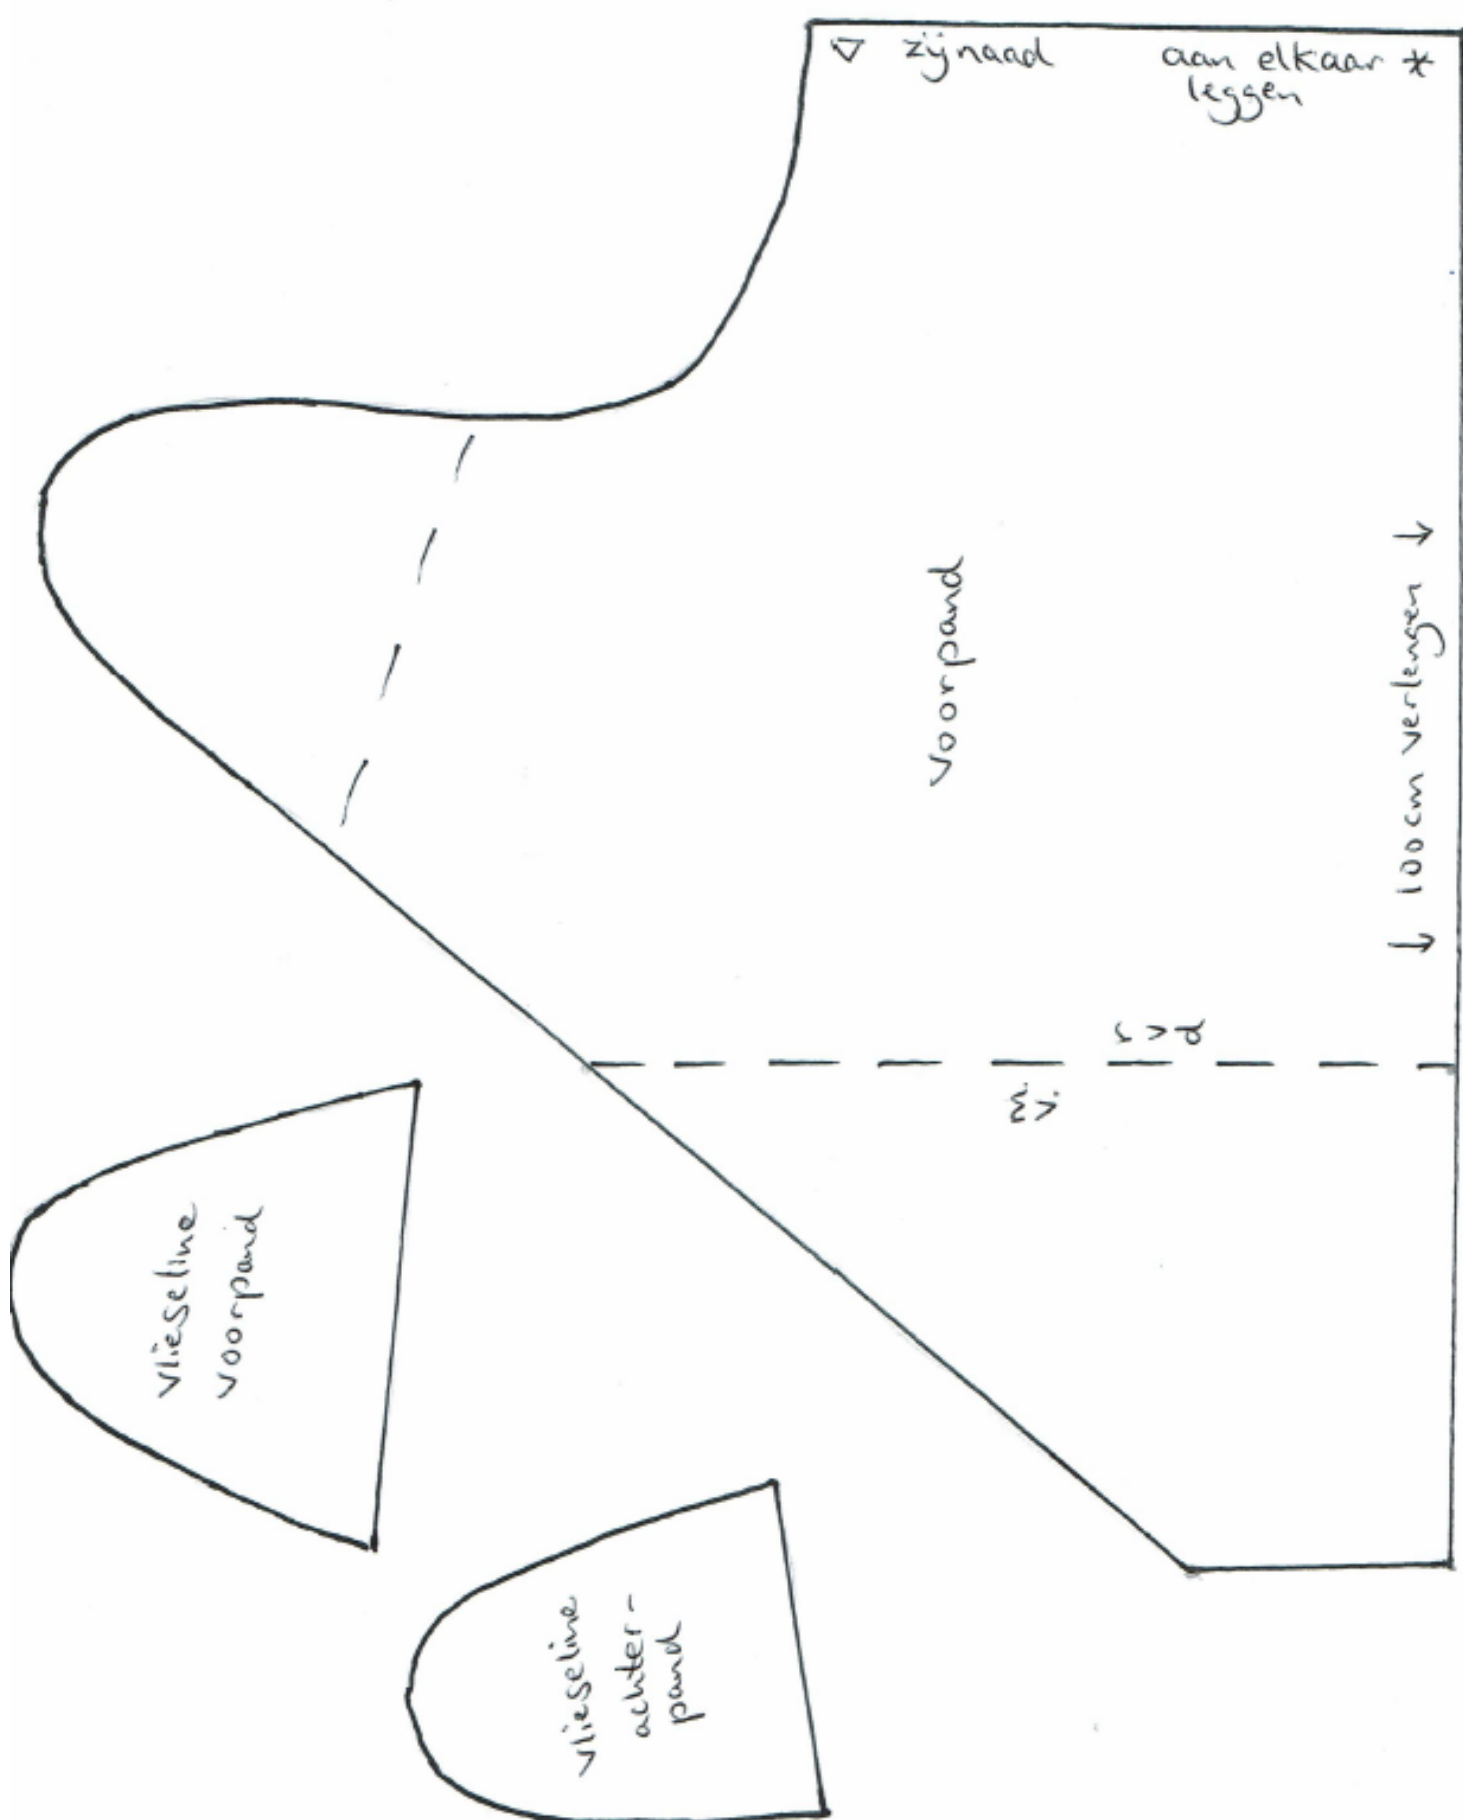 ▽ zijnaad
aan elkaar *
leggen
voorpand
← 100 cm verlengen →
m.v.
vlieseline
voorpand
vlieseline
achter-
pand